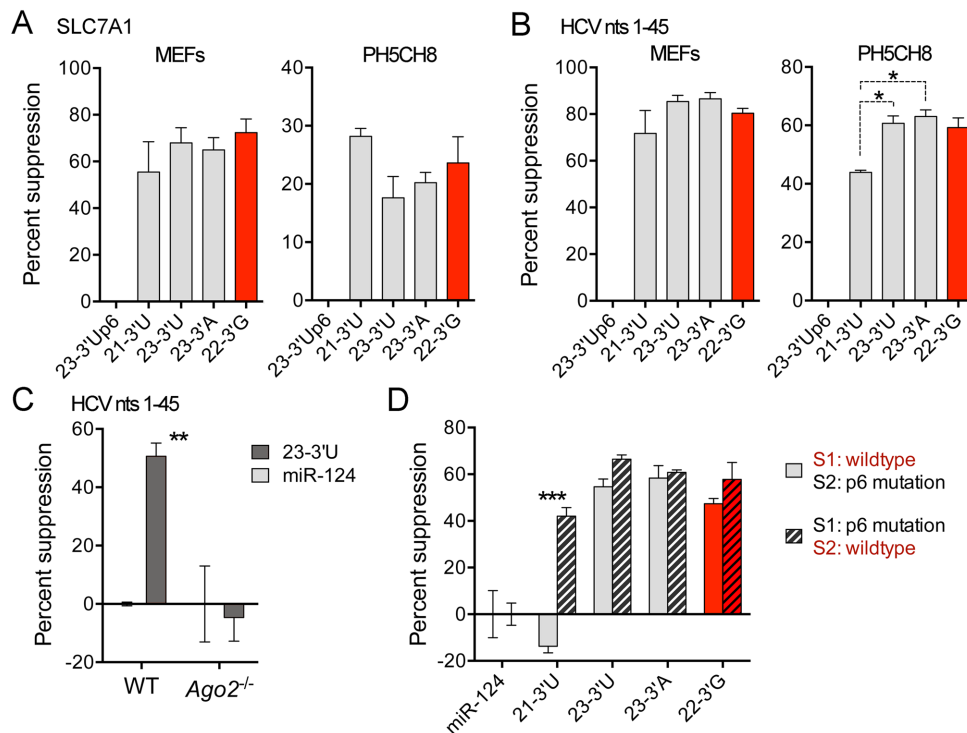 A SLC7A1
MEFs
PH5CH8
Percent suppression
100
80
60
40
20
0
40
30
20
10
0
23-3'Up6
21-3'U
23-3'U
23-3'A
22-3'G
23-3'Up6
21-3'U
23-3'U
23-3'A
22-3'G
B HCV nts 1-45
MEFs
PH5CH8
Percent suppression
100
80
60
40
20
0
80
60
40
20
0
*
*
23-3'Up6
21-3'U
23-3'U
23-3'A
22-3'G
23-3'Up6
21-3'U
23-3'U
23-3'A
22-3'G
C HCV nts 1-45
Percent suppression
60
40
20
0
-20
**
23-3'U
miR-124
WT
Ago2-/-
D
Percent suppression
80
60
40
20
0
-20
***
miR-124
21-3'U
23-3'U
23-3'A
22-3'G
S1: wildtype
S2: p6 mutation
S1: p6 mutation
S2: wildtype